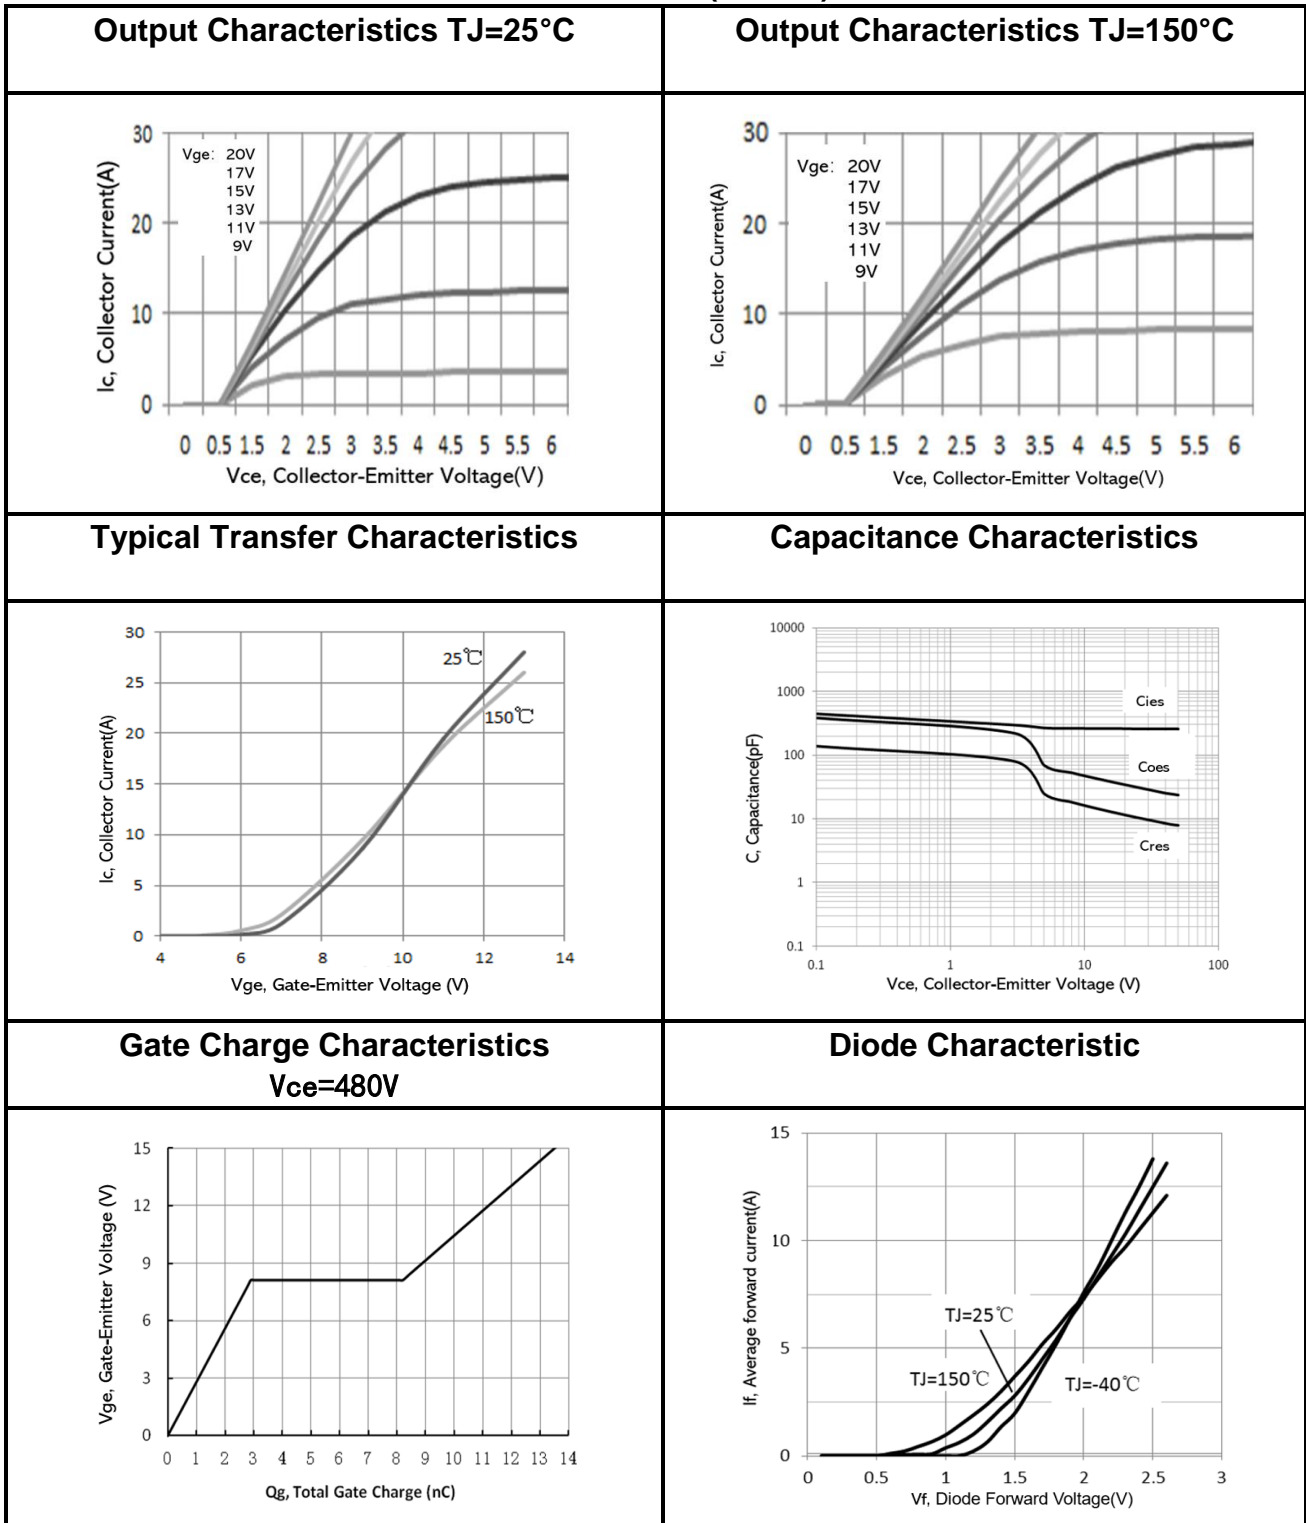 Output Characteristics TJ=25°C
Output Characteristics TJ=150°C
Ic, Collector Current(A)
30
20
10
0
Vge: 20V
17V
15V
13V
11V
9V
0 0.5 1.5 2 2.5 3 3.5 4 4.5 5 5.5 6
Vce, Collector-Emitter Voltage(V)
Ic, Collector Current(A)
30
20
10
0
Vge: 20V
17V
15V
13V
11V
9V
0 0.5 1.5 2 2.5 3 3.5 4 4.5 5 5.5 6
Vce, Collector-Emitter Voltage(V)
Typical Transfer Characteristics
Capacitance Characteristics
Ic, Collector Current(A)
30
25
20
15
10
5
0
25℃
150℃
4 6 8 10 12 14
Vge, Gate-Emitter Voltage (V)
C, Capacitance(pF)
10000
1000
100
10
1
0.1
Cies
Coes
Cres
0.1 1 10 100
Vce, Collector-Emitter Voltage (V)
Gate Charge Characteristics
Vce=480V
Diode Characteristic
Vge, Gate-Emitter Voltage (V)
15
12
9
6
3
0
0 1 2 3 4 5 6 7 8 9 10 11 12 13 14
Qg, Total Gate Charge (nC)
If, Average forward current(A)
15
10
5
0
TJ=25℃
TJ=150℃
TJ=-40℃
0 0.5 1 1.5 2 2.5 3
Vf, Diode Forward Voltage(V)